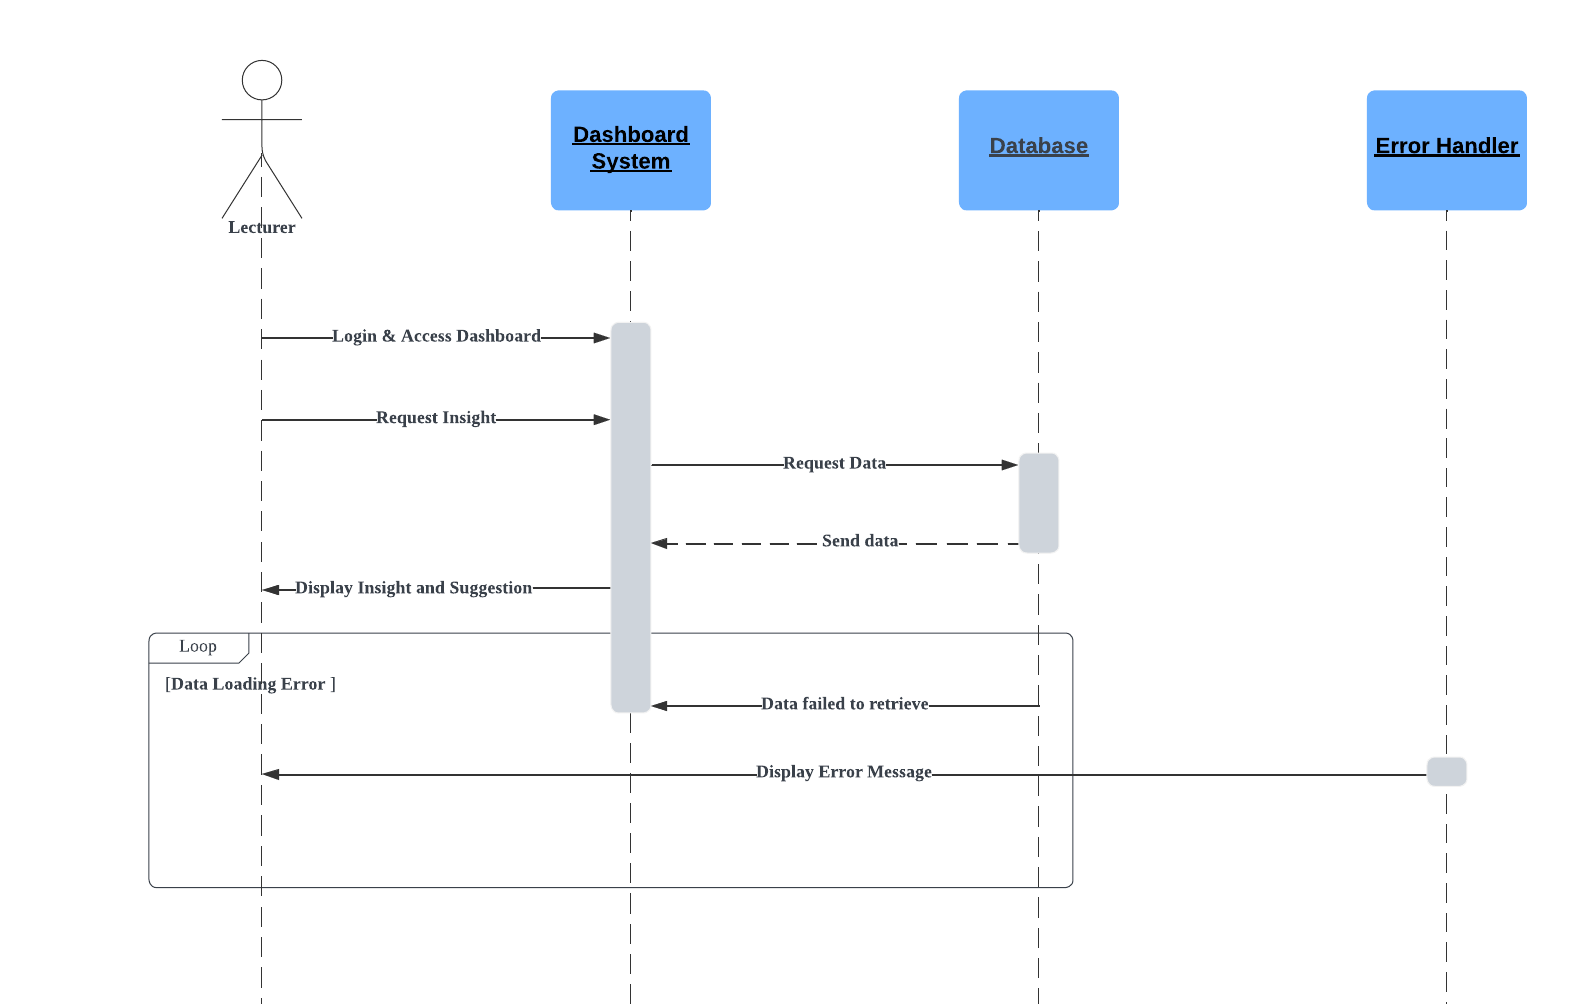 Lecturer
Dashboard
System
Database
Error Handler
Login & Access Dashboard
Request Insight
Request Data
Send data
Display Insight and Suggestion
Loop
[Data Loading Error ]
Data failed to retrieve
Display Error Message